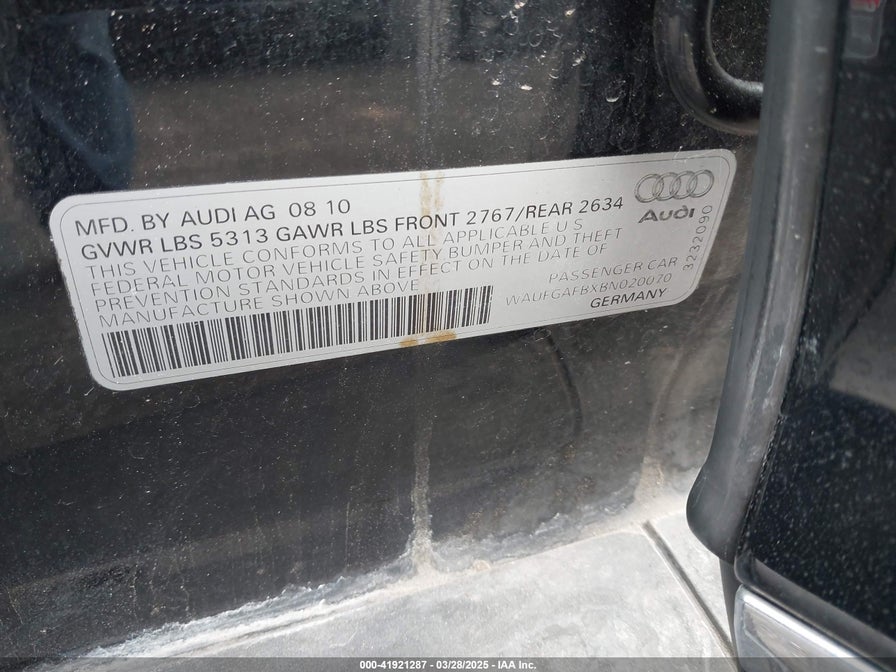 MFD. BY AUDI AG 08 10
GVWR LBS 5313 GAWR LBS FRONT 2767/REAR 2634
THIS VEHICLE CONFORMS TO ALL APPLICABLE U S
FEDERAL MOTOR VEHICLE SAFETY BUMPER AND THEFT
PREVENTION STANDARDS IN EFFECT ON THE DATE OF
MANUFACTURE SHOWN ABOVE
Audi
3232090
PASSENGER CAR
WAUFGAFBXBN020070
GERMANY
000-41921287 — 03/28/2025 — IAA Inc.